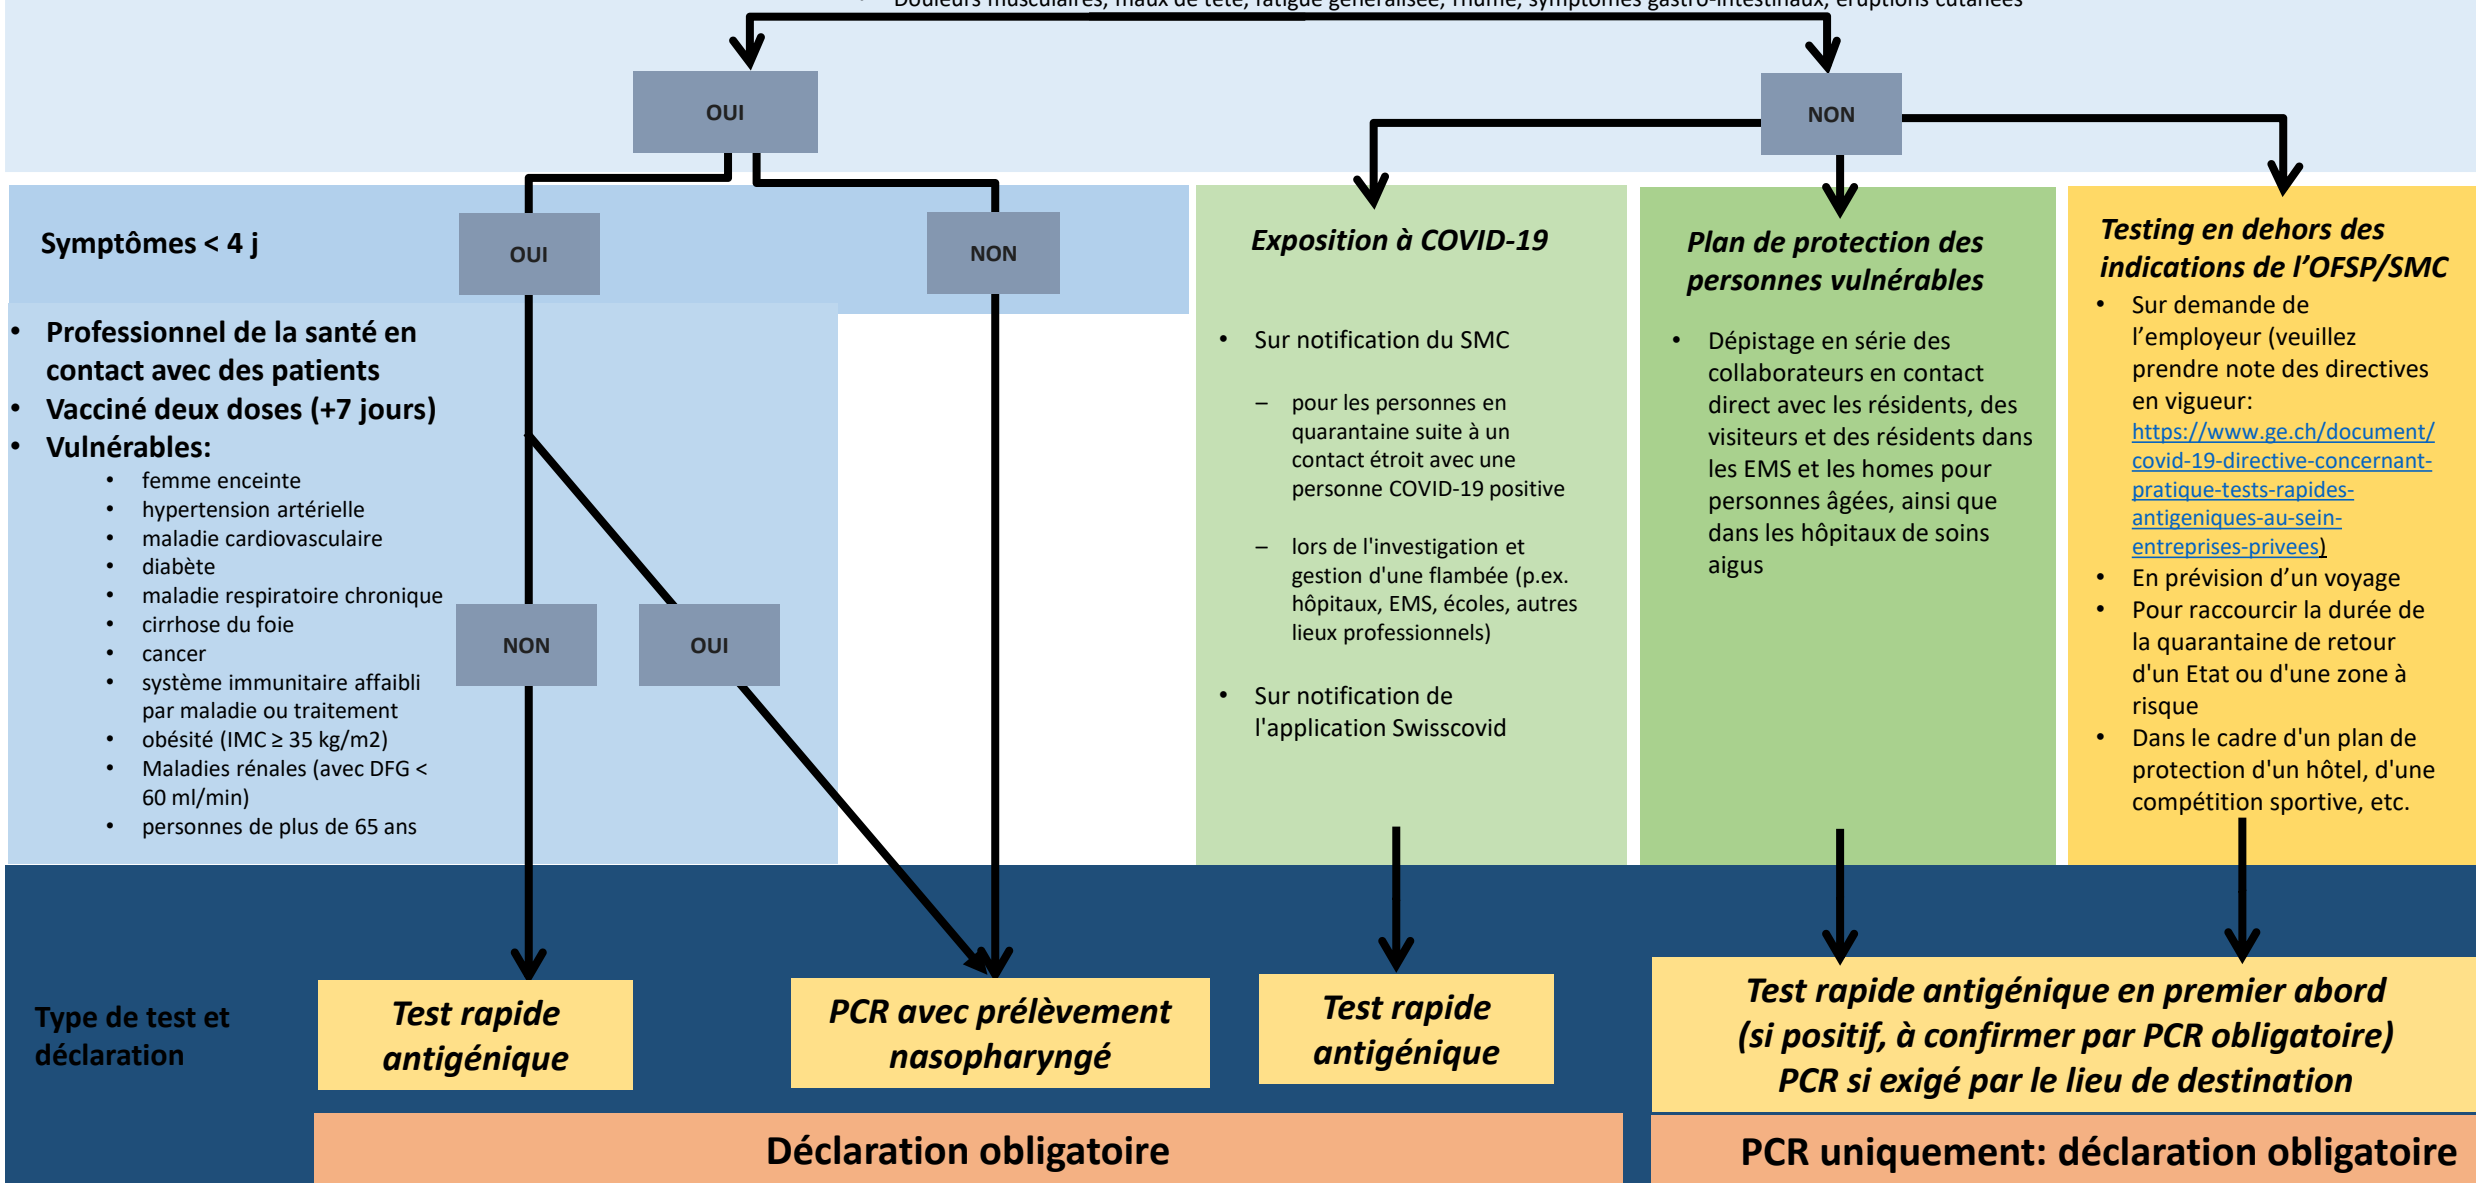 • Douleurs musculaires, maux de tête, fatigue généralisée, rhume, symptômes gastro-intestinaux, éruptions cutanées
OUI
NON
Symptômes < 4 j
OUI
NON
• Professionnel de la santé en
contact avec des patients
• Vacciné deux doses (+7 jours)
• Vulnérables:
• femme enceinte
• hypertension artérielle
• maladie cardiovasculaire
• diabète
• maladie respiratoire chronique
• cirrhose du foie
• cancer
• système immunitaire affaibli
par maladie ou traitement
• obésité (IMC ≥ 35 kg/m2)
• Maladies rénales (avec DFG <
60 ml/min)
• personnes de plus de 65 ans
NON
OUI
Exposition à COVID-19
• Sur notification du SMC
– pour les personnes en
quarantaine suite à un
contact étroit avec une
personne COVID-19 positive
– lors de l'investigation et
gestion d'une flambée (p.ex.
hôpitaux, EMS, écoles, autres
lieux professionnels)
• Sur notification de
l'application Swisscovid
Plan de protection des
personnes vulnérables
• Dépistage en série des
collaborateurs en contact
direct avec les résidents, des
visiteurs et des résidents dans
les EMS et les homes pour
personnes âgées, ainsi que
dans les hôpitaux de soins
aigus
Testing en dehors des
indications de l’OFSP/SMC
• Sur demande de
l’employeur (veuillez
prendre note des directives
en vigueur:
https://www.ge.ch/document/
covid-19-directive-concernant-
pratique-tests-rapides-
antigeniques-au-sein-
entreprises-privees)
• En prévision d’un voyage
• Pour raccourcir la durée de
la quarantaine de retour
d'un Etat ou d'une zone à
risque
• Dans le cadre d'un plan de
protection d'un hôtel, d'une
compétition sportive, etc.
Type de test et
déclaration
Test rapide
antigénique
PCR avec prélèvement
nasopharyngé
Test rapide
antigénique
Test rapide antigénique en premier abord
(si positif, à confirmer par PCR obligatoire)
PCR si exigé par le lieu de destination
Déclaration obligatoire
PCR uniquement: déclaration obligatoire